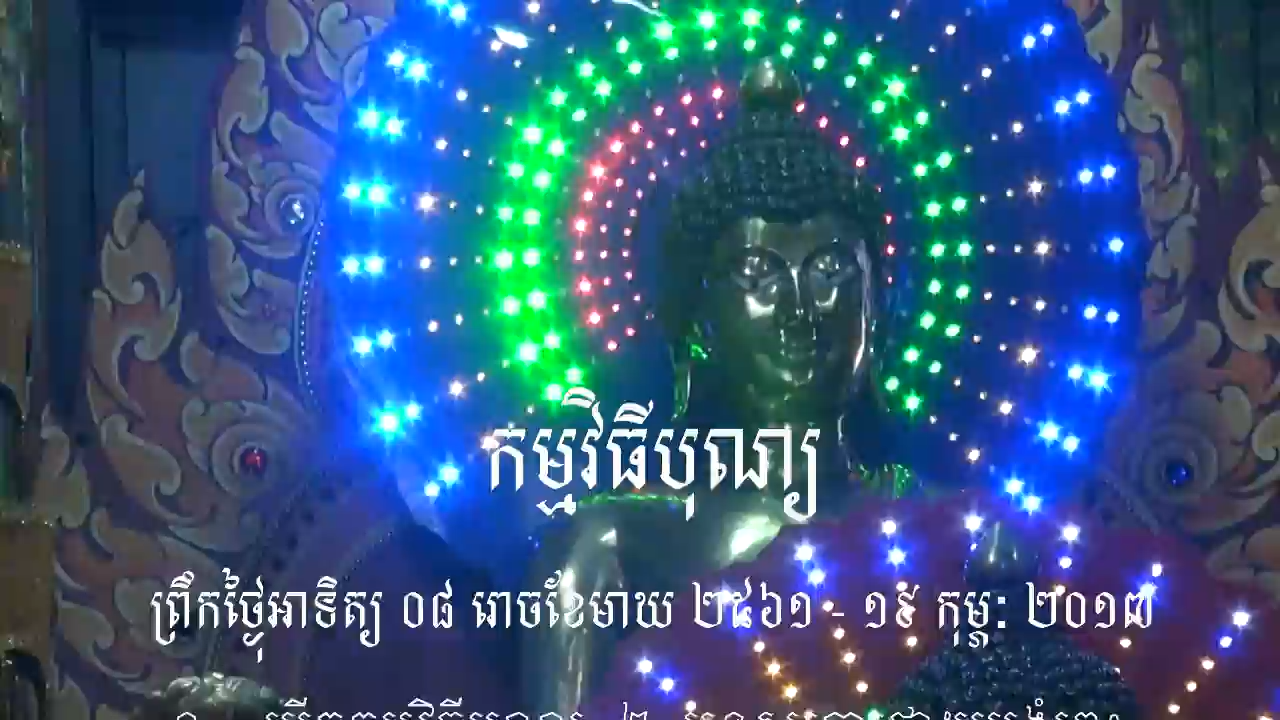 កម្មវិធីបុណ្យ
ព្រឹកថ្ងៃអាទិត្យ ០៨ រោចខែមាឃ ២៥៦១ - ១៩ កុម្ភៈ ២០១៧